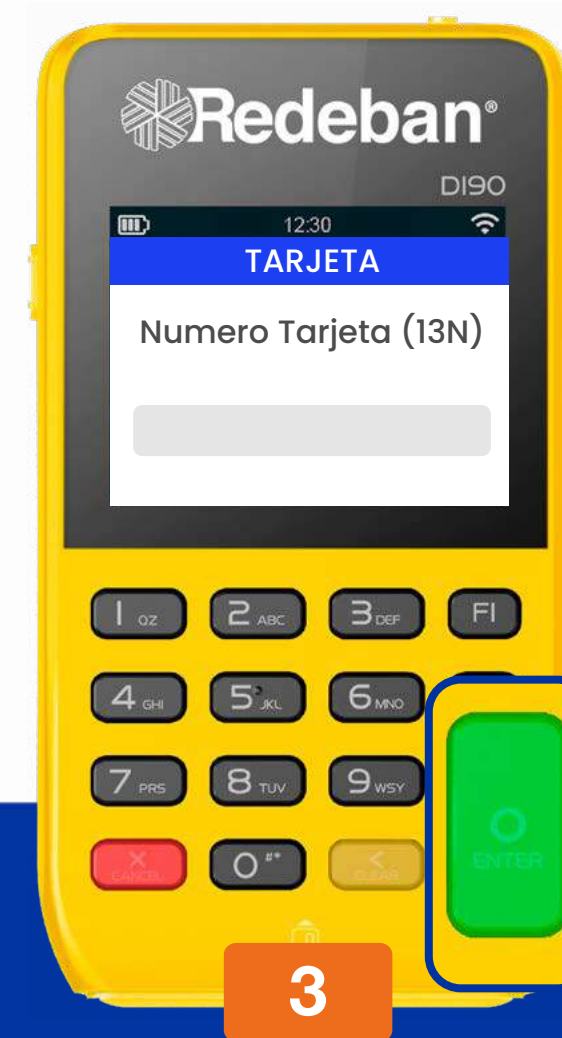 Redeban®
DI90
12:30
TARJETA
Numero Tarjeta (13N)
1 QZ 2 ABC 3 DEF FI
4 GHI 5 JKL 6 MNO
7 PRS 8 TUV 9 WSY
X CANCEL 0 #* < CLEAR O ENTER
3